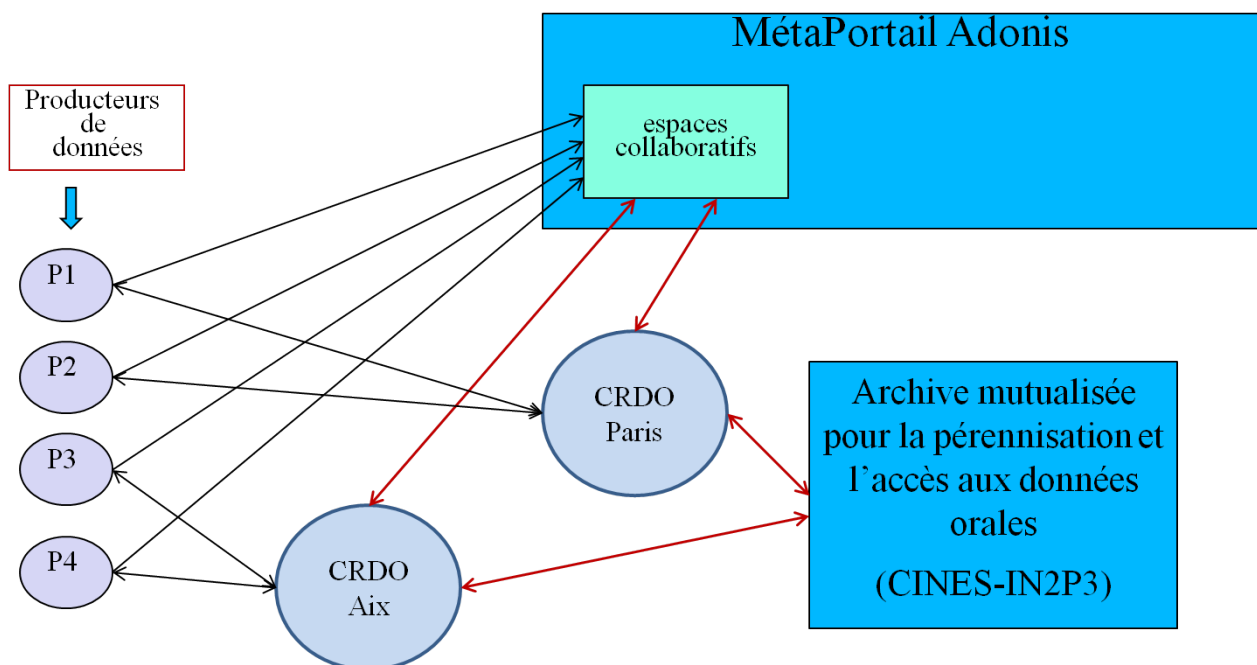 MétaPortail Adonis
Producteurs
de
données
espaces
collaboratifs
P1
P2
P3
P4
CRDO
Paris
CRDO
Aix
Archive mutualisée
pour la pérennisation et
l’accès aux données
orales
(CINES-IN2P3)